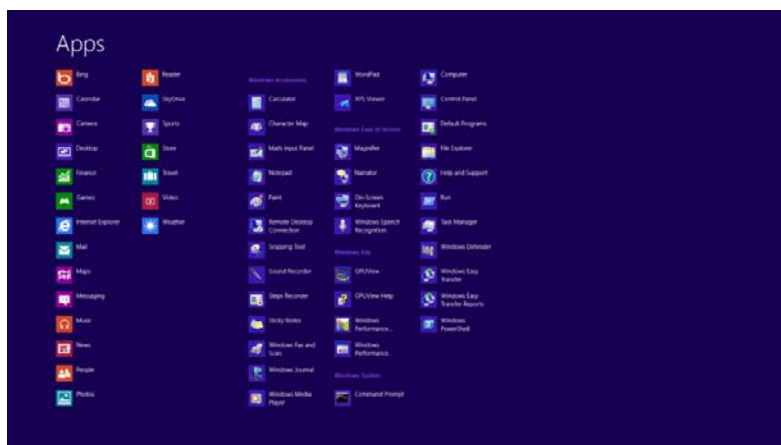 Apps
Bing
Calendar
Camera
Desktop
Finance
Games
Internet Explorer
Mail
Maps
Messaging
Music
News
People
Photos
Reader
SkyDrive
Sports
Store
Travel
Video
Weather
Windows Accessories
Calculator
Character Map
Math Input Panel
Notepad
Paint
Remote Desktop
Connection
Snipping Tool
Sound Recorder
Steps Recorder
Sticky Notes
Windows Fax and
Scan
Windows Journal
Windows Media
Player
WordPad
XPS Viewer
Windows Ease of Access
Magnifier
Narrator
On-Screen
Keyboard
Windows Speech
Recognition
Windows Kits
GPUView
GPUView Help
Windows
Performance...
Windows
Performance...
Windows System
Command Prompt
Computer
Control Panel
Default Programs
File Explorer
Help and Support
Run
Task Manager
Windows Defender
Windows Easy
Transfer
Windows Easy
Transfer Reports
Windows
PowerShell